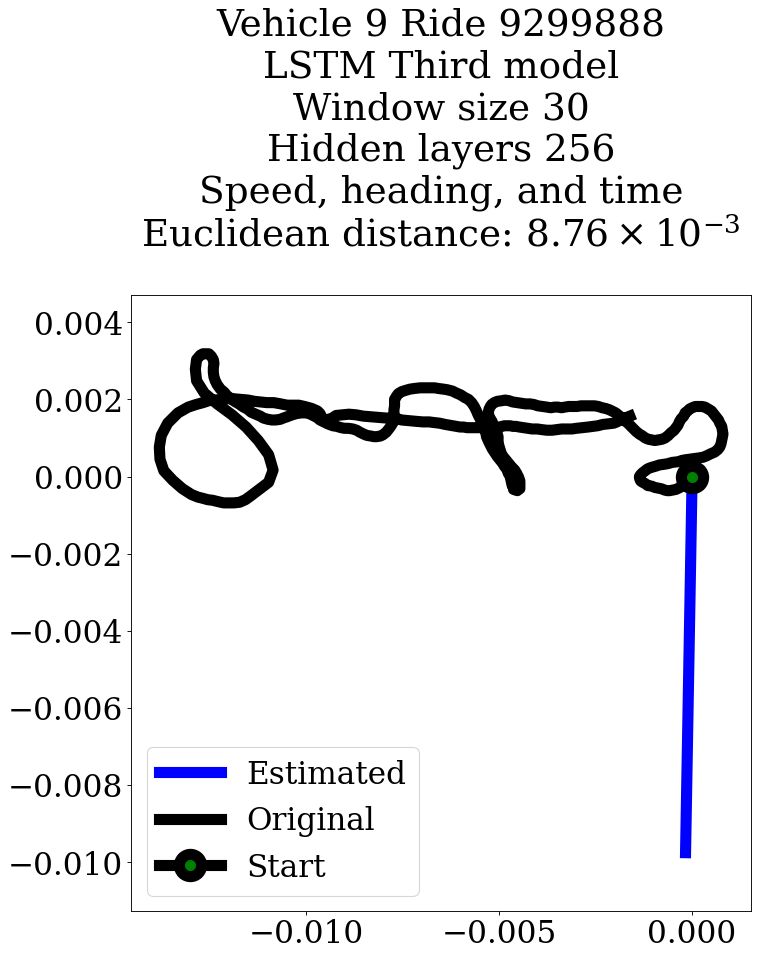 Vehicle 9 Ride 9299888
LSTM Third model
Window size 30
Hidden layers 256
Speed, heading, and time
Euclidean distance: 8.76 × 10⁻³
0.004
0.002
0.000
−0.002
−0.004
−0.006
−0.008
−0.010
Estimated
Original
Start
−0.010 −0.005 0.000